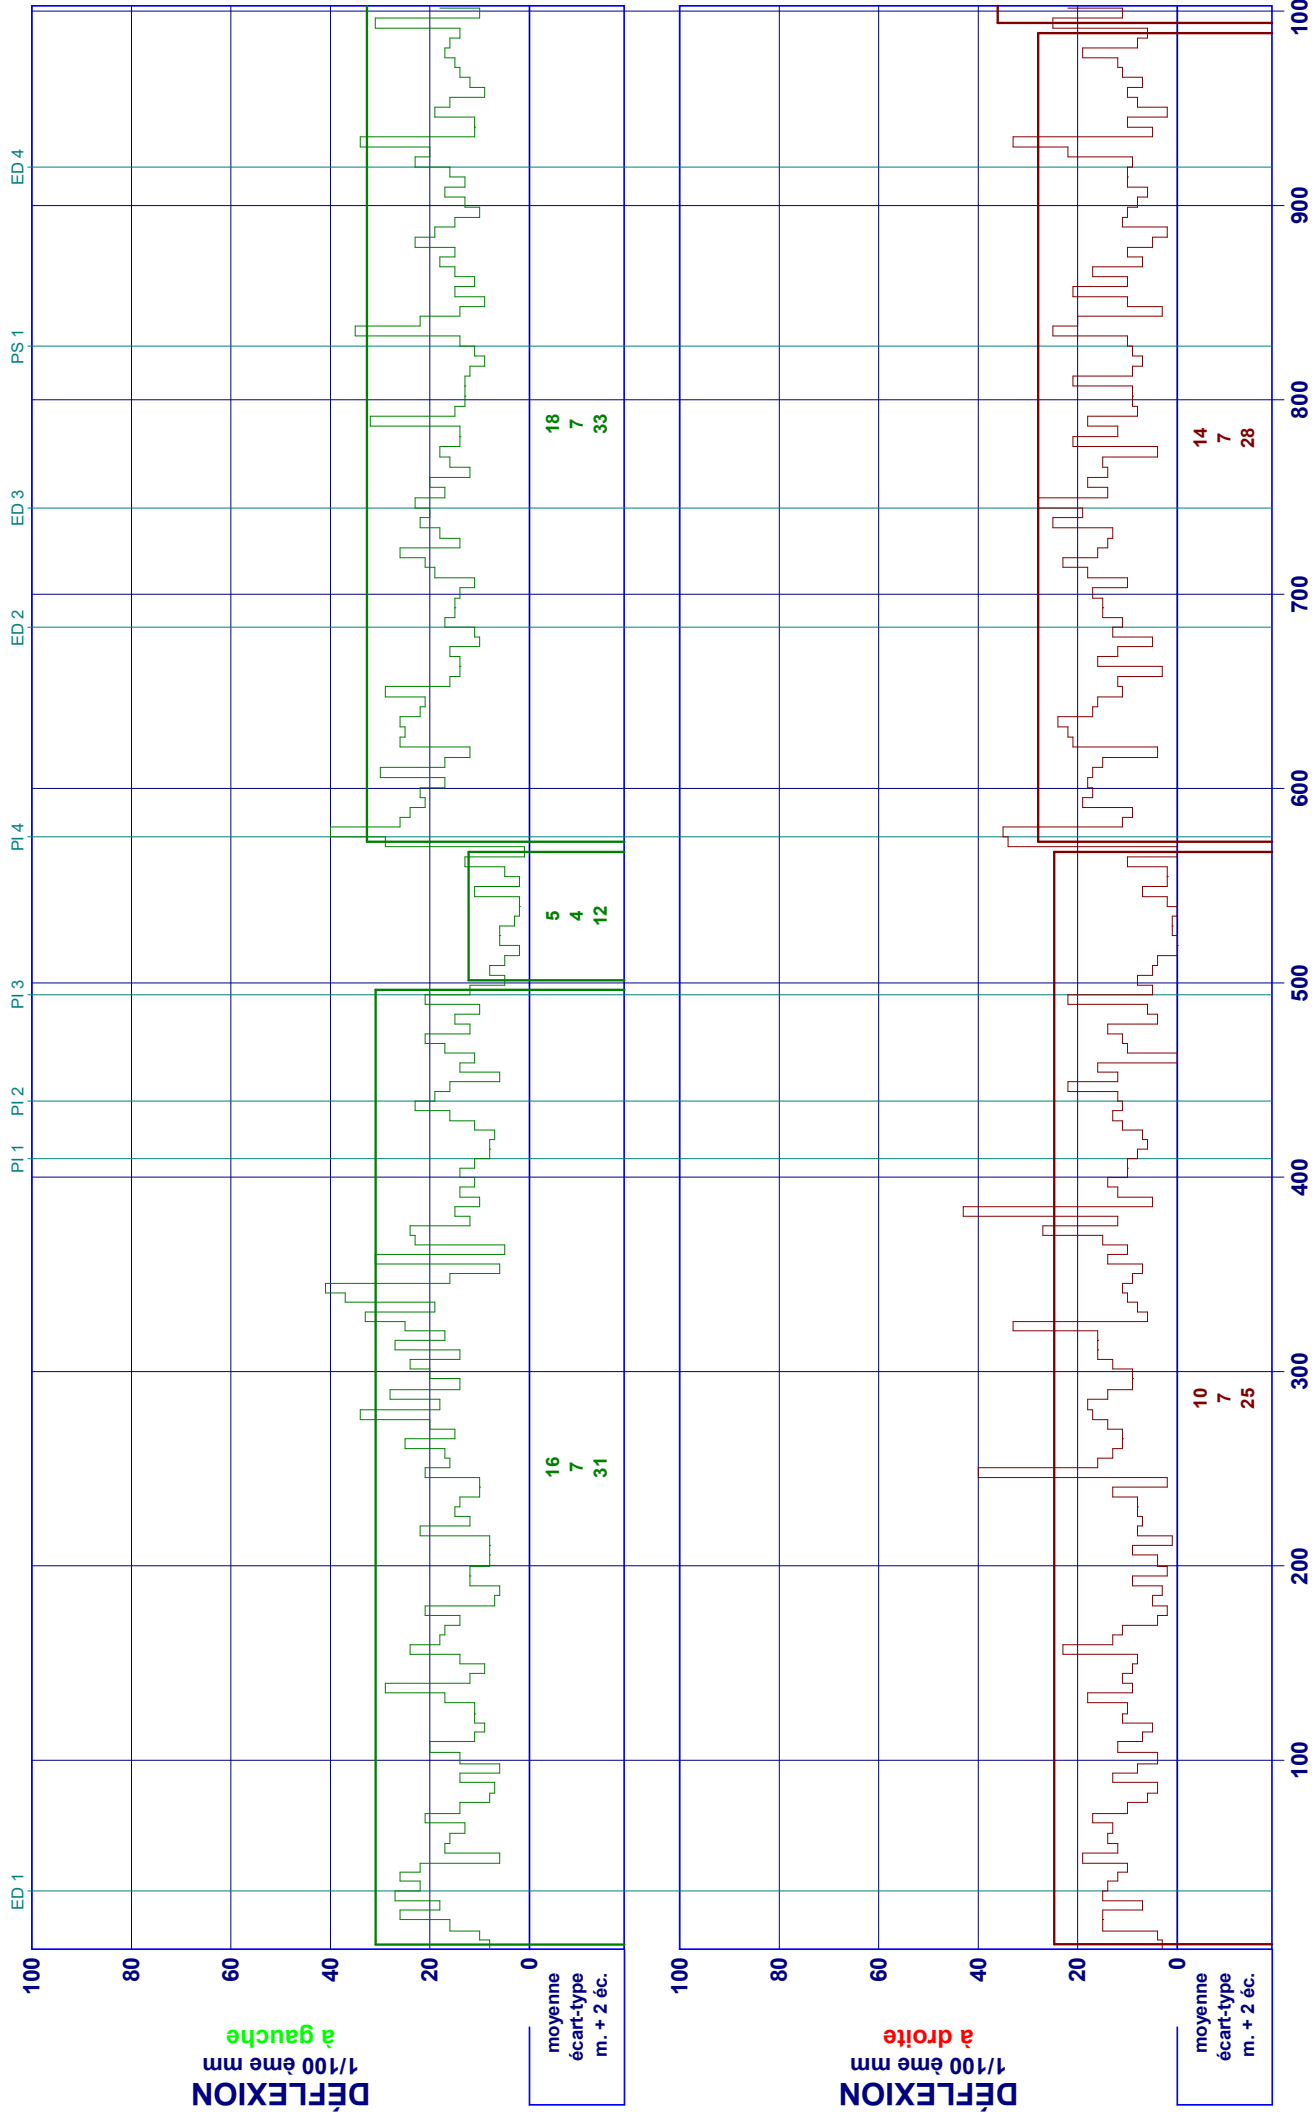 ED 1
PI 1
PI 2
PI 3
PI 4
ED 2
ED 3
PS 1
ED 4
DÉFLEXION
1/100 ème mm
à gauche
100
80
60
40
20
0
moyenne
écart-type
m. + 2 éc.
16
7
31
5
4
12
18
7
33
DÉFLEXION
1/100 ème mm
à droite
100
80
60
40
20
0
moyenne
écart-type
m. + 2 éc.
10
7
25
14
7
28
100
200
300
400
500
600
700
800
900
100